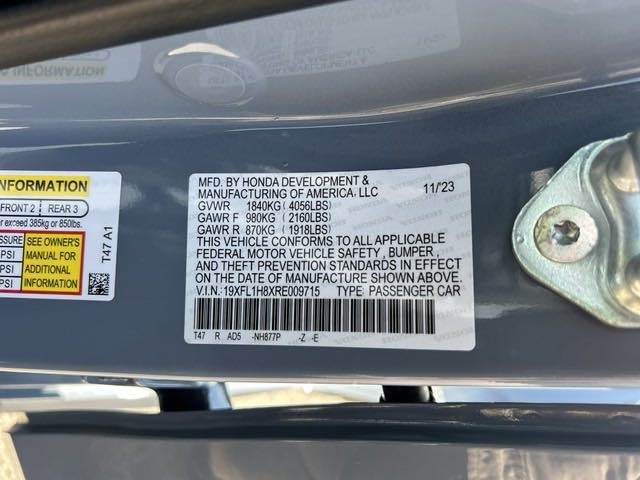 INFORMATION
FRONT 2 REAR 3
or exceed 385kg or 850lbs.
SSURE
PSI
PSI
PSI
SEE OWNER'S
MANUAL FOR
ADDITIONAL
INFORMATION
T47 A1
MFD. BY HONDA DEVELOPMENT &
MANUFACTURING OF AMERICA, LLC 11/'23
GVWR 1840KG ( 4056LBS)
GAWR F 980KG ( 2160LBS)
GAWR R 870KG ( 1918LBS)
THIS VEHICLE CONFORMS TO ALL APPLICABLE
FEDERAL MOTOR VEHICLE SAFETY , BUMPER ,
AND THEFT PREVENTION STANDARDS IN EFFECT
ON THE DATE OF MANUFACTURE SHOWN ABOVE.
V.I.N: 19XFL1H8XRE009715 TYPE: PASSENGER CAR
T47 R AD5 -NH877P -Z -E